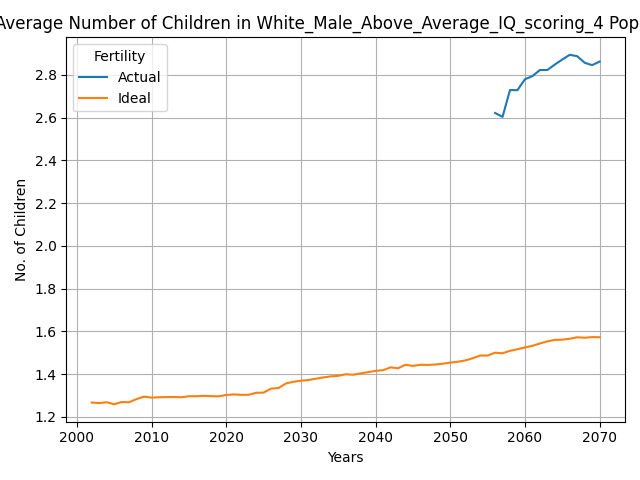 Average Number of Children in White_Male_Above_Average_IQ_scoring_4 Pop
Fertility
Actual
Ideal
No. of Children
2.8
2.6
2.4
2.2
2.0
1.8
1.6
1.4
1.2
2000 2010 2020 2030 2040 2050 2060 2070
Years